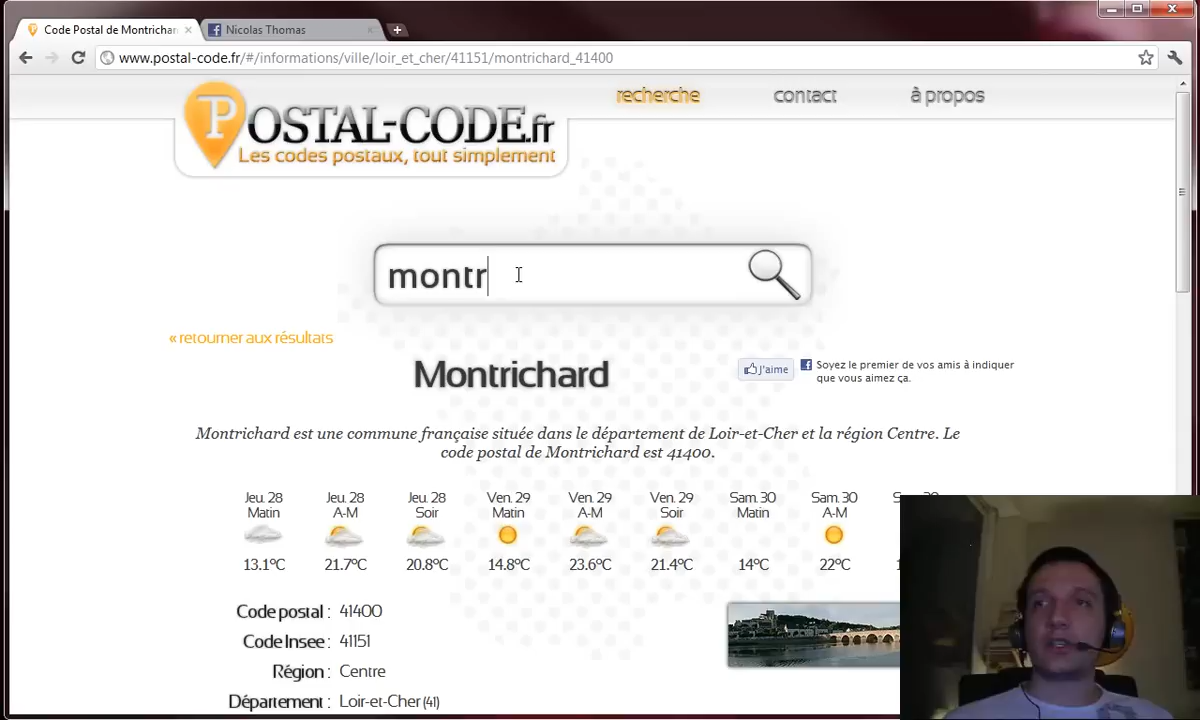 Code Postal de Montrichar
Nicolas Thomas
www.postal-code.fr/#/informations/ville/loir_et_cher/41151/montrichard_41400
recherche contact à propos
POSTAL-CODE.fr
Les codes postaux, tout simplement
montr
« retourner aux résultats
Montrichard
J'aime
Soyez le premier de vos amis à indiquer
que vous aimez ça.
Montrichard est une commune française située dans le département de Loir-et-Cher et la région Centre. Le
code postal de Montrichard est 41400.
Jeu. 28 Jeu. 28 Jeu. 28 Ven. 29 Ven. 29 Ven. 29 Sam. 30 Sam. 30
Matin A-M Soir Matin A-M Soir Matin A-M
13.1°C 21.7°C 20.8°C 14.8°C 23.6°C 21.4°C 14°C 22°C
Code postal : 41400
Code Insee : 41151
Région : Centre
Département : Loir-et-Cher (41)